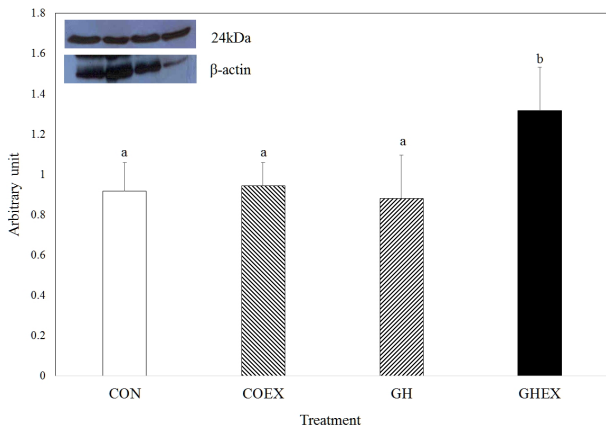 1.8
24kDa
β-actin
1.6
1.4
1.2
1
0.8
0.6
0.4
0.2
0
Arbitrary unit
a
a
a
b
CON COEX GH GHEX
Treatment